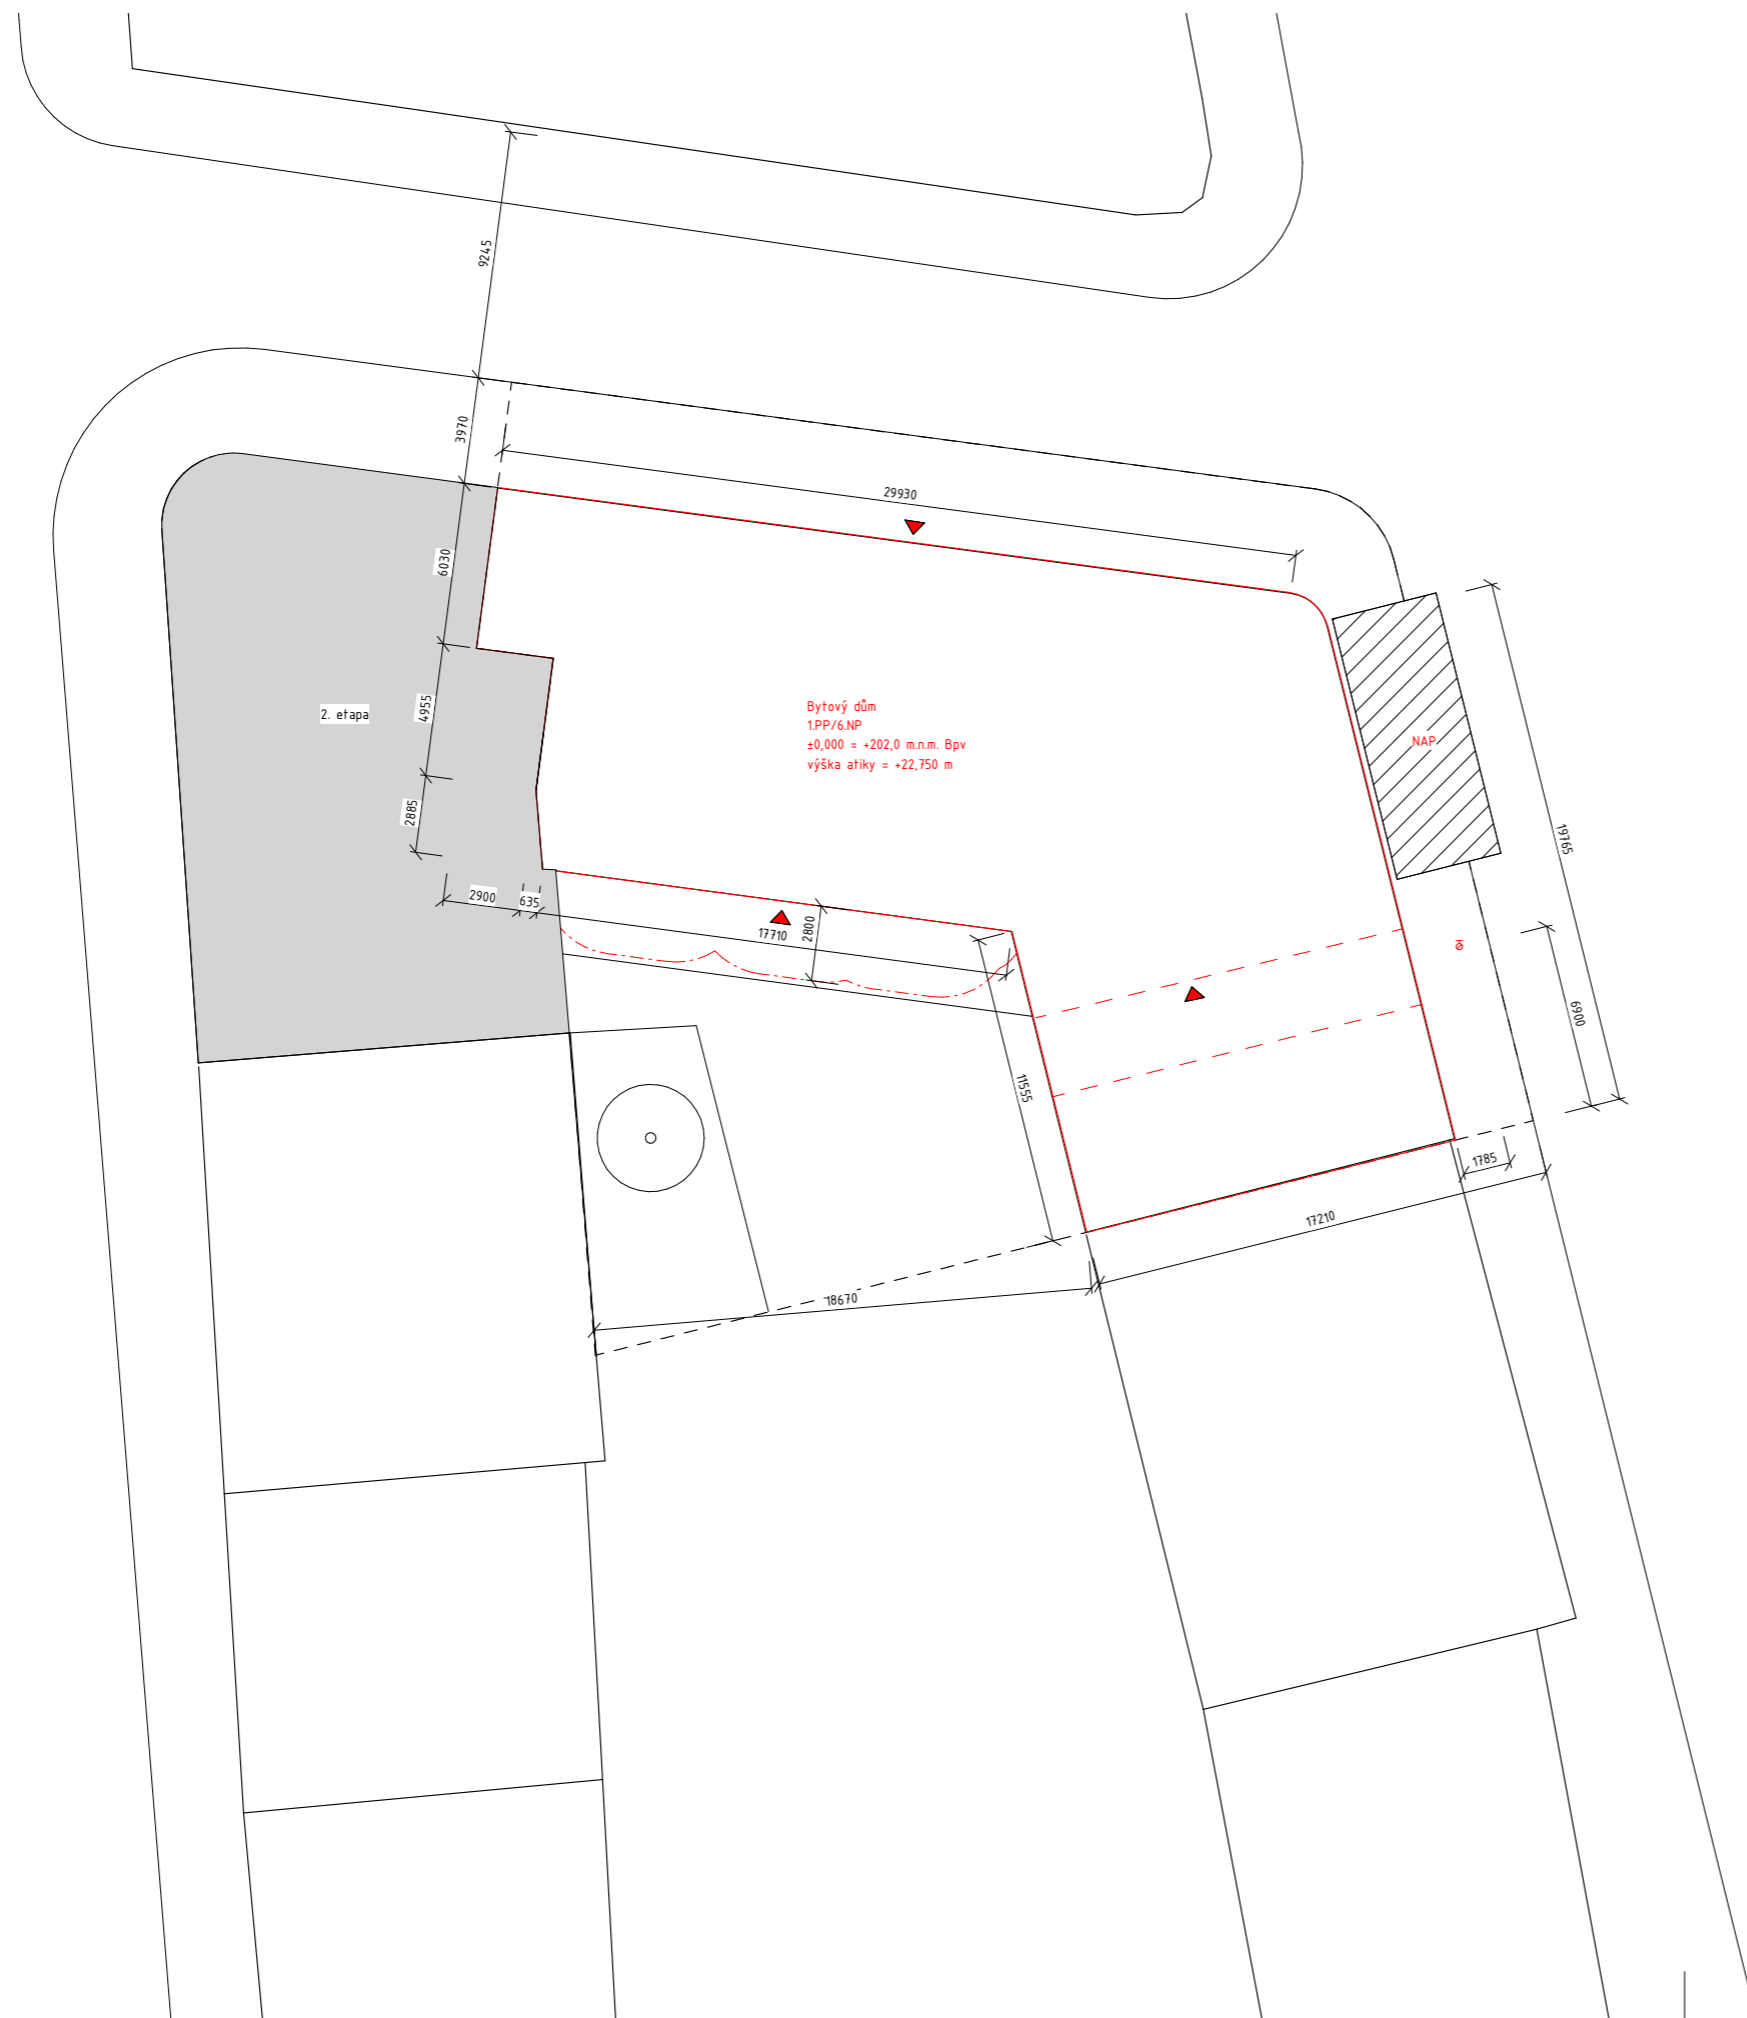 9245
3970
29930
6030
4955
2. etapa
Bytový dům
1.PP/6.NP
±0,000 = +202,0 m.n.m. Bpv
výška atiky = +22,750 m
NAP
2885
19765
2900
635
2800
17710
6900
11555
1785
17210
18670